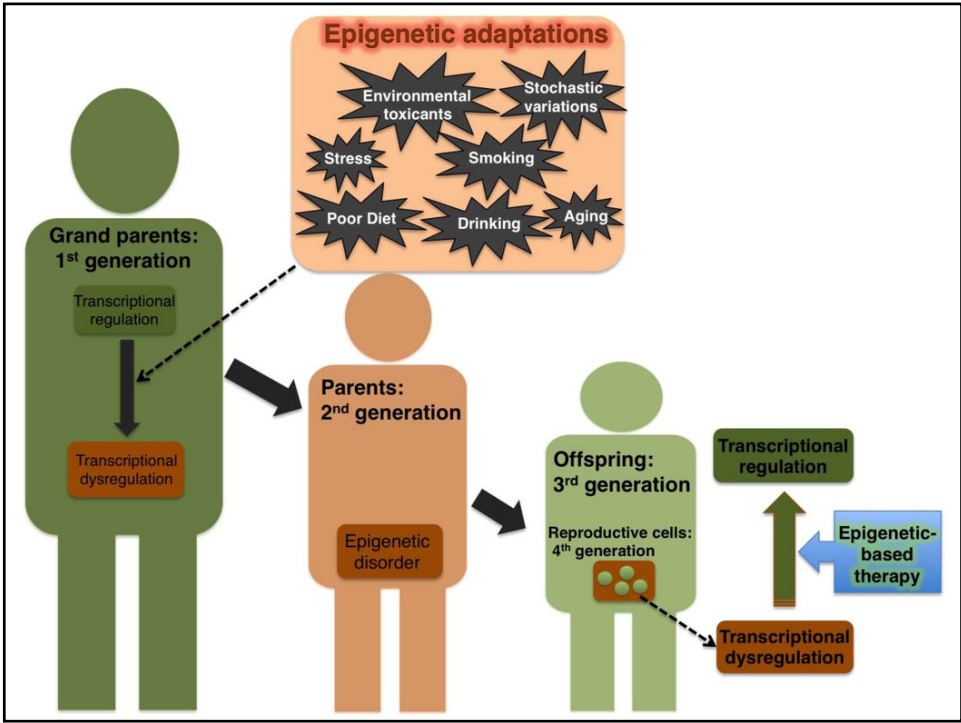 Epigenetic adaptations
Environmental
toxicants
Stochastic
variations
Stress
Smoking
Poor Diet
Drinking
Aging
Grand parents:
1st generation
Transcriptional
regulation
Transcriptional
dysregulation
Parents:
2nd generation
Epigenetic
disorder
Offspring:
3rd generation
Reproductive cells:
4th generation
Transcriptional
regulation
Epigenetic-
based
therapy
Transcriptional
dysregulation